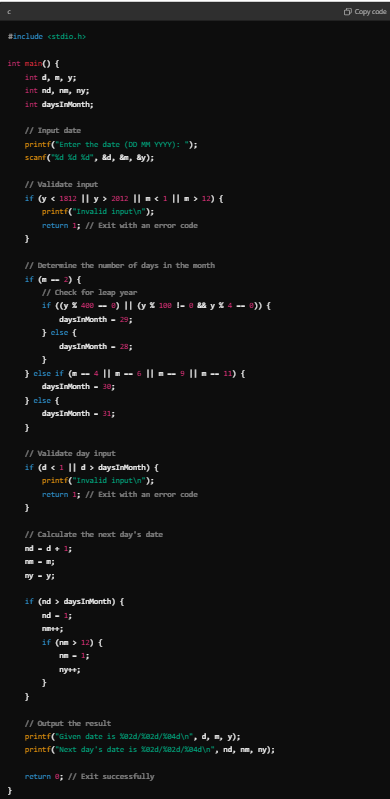 c
Copy code
#include <stdio.h>
int main() {
int d, m, y;
int nd, nm, ny;
int daysInMonth;
// Input date
printf("Enter the date (DD MM YYYY): ");
scanf("%d %d %d", &d, &m, &y);
// Validate input
if (y < 1812 || y > 2012 || m < 1 || m > 12) {
printf("Invalid input\n");
return 1; // Exit with an error code
}
// Determine the number of days in the month
if (m == 2) {
// Check for leap year
if ((y % 400 == 0) || (y % 100 != 0 && y % 4 == 0)) {
daysInMonth = 29;
} else {
daysInMonth = 28;
}
} else if (m == 4 || m == 6 || m == 9 || m == 11) {
daysInMonth = 30;
} else {
daysInMonth = 31;
}
// Validate day input
if (d < 1 || d > daysInMonth) {
printf("Invalid input\n");
return 1; // Exit with an error code
}
// Calculate the next day's date
nd = d + 1;
nm = m;
ny = y;
if (nd > daysInMonth) {
nd = 1;
nm++;
if (nm > 12) {
nm = 1;
ny++;
}
}
// Output the result
printf("Given date is %02d/%02d/%04d\n", d, m, y);
printf("Next day's date is %02d/%02d/%04d\n", nd, nm, ny);
return 0; // Exit successfully
}